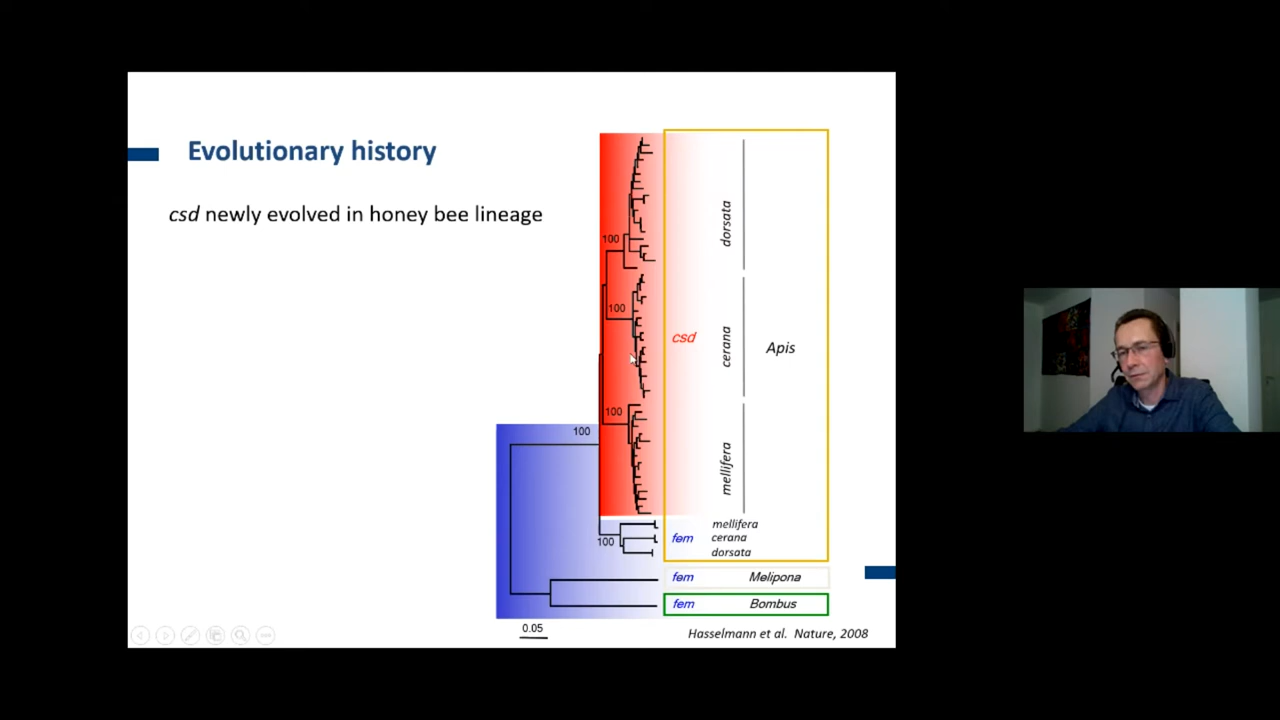 Evolutionary history
csd newly evolved in honey bee lineage
100
dorsata
100
csd
cerana
Apis
100
100
mellifera
mellifera
100
fem
cerana
dorsata
fem
Melipona
fem
Bombus
0.05
Hasselmann et al. Nature, 2008